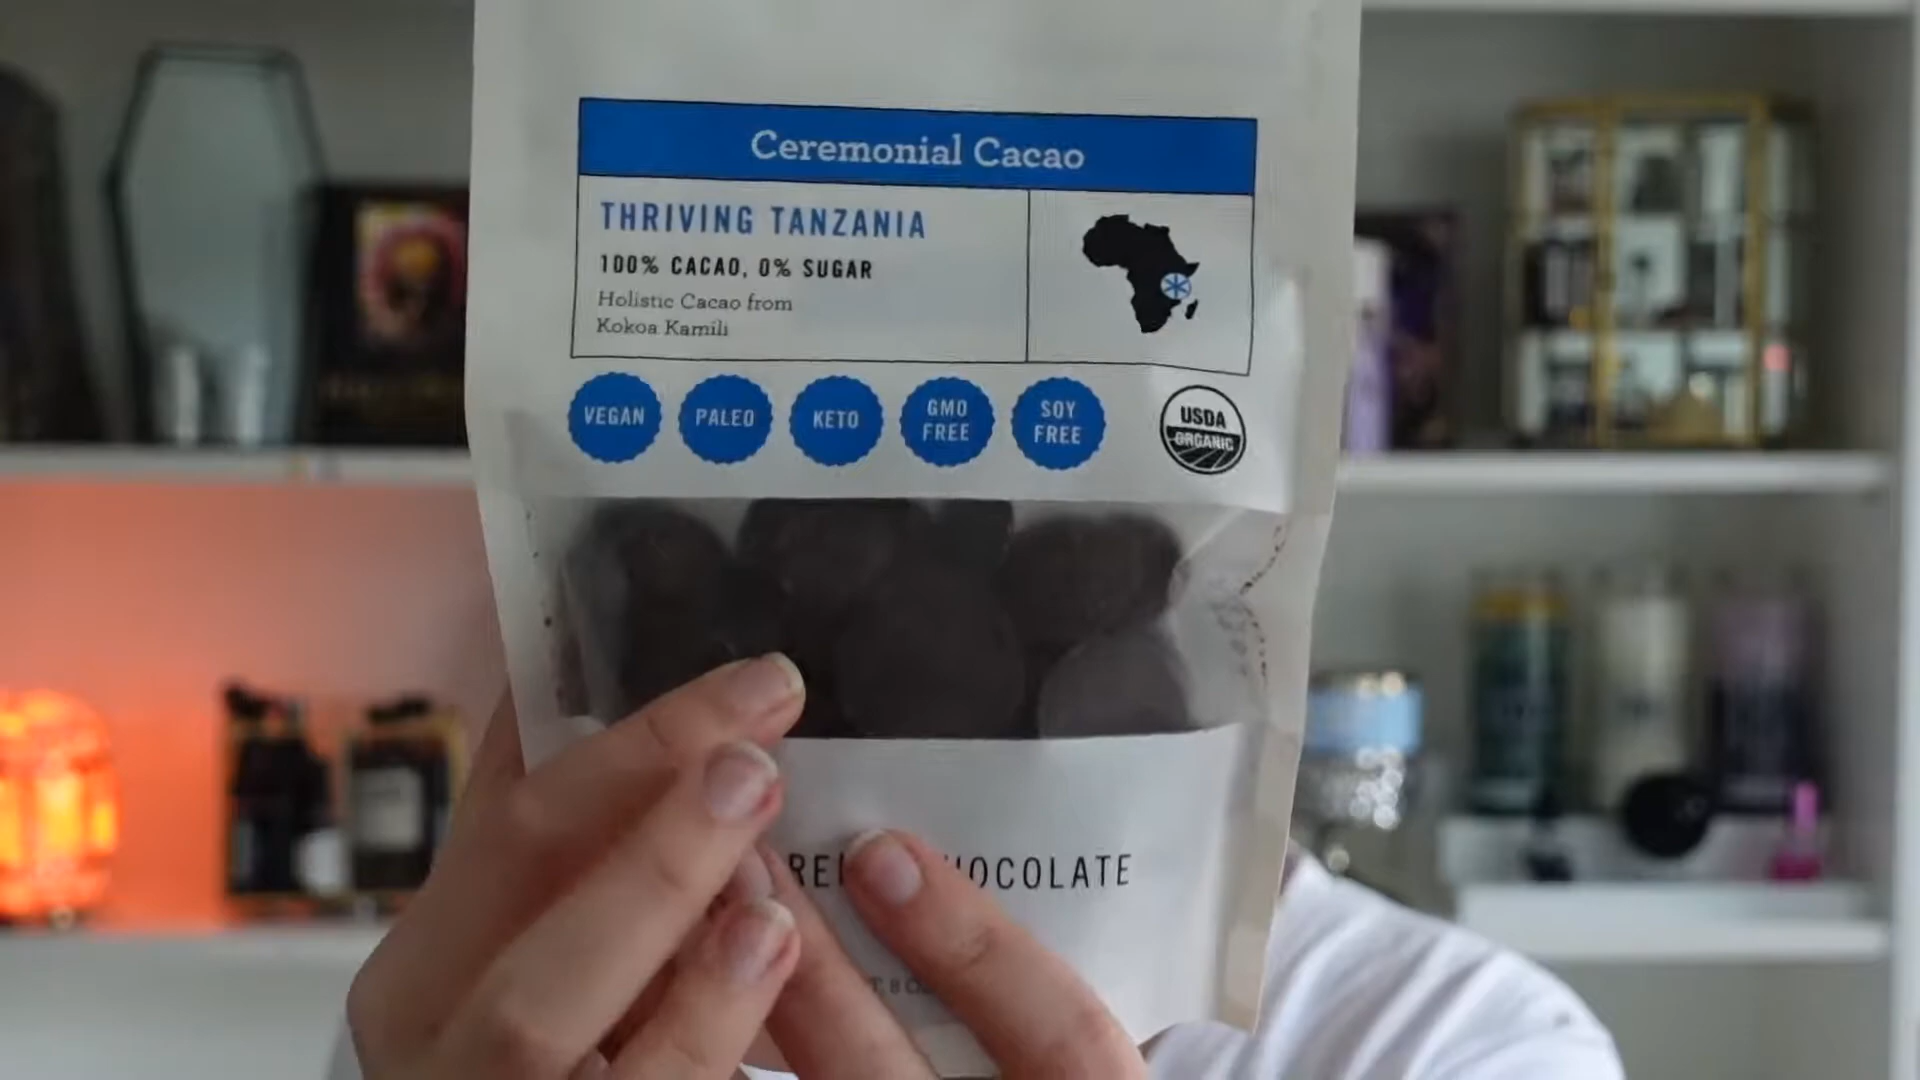 Ceremonial Cacao
THRIVING TANZANIA
100% CACAO, 0% SUGAR
Holistic Cacao from
Kokoa Kamili
VEGAN
PALEO
KETO
GMO
FREE
SOY
FREE
USDA
ORGANIC